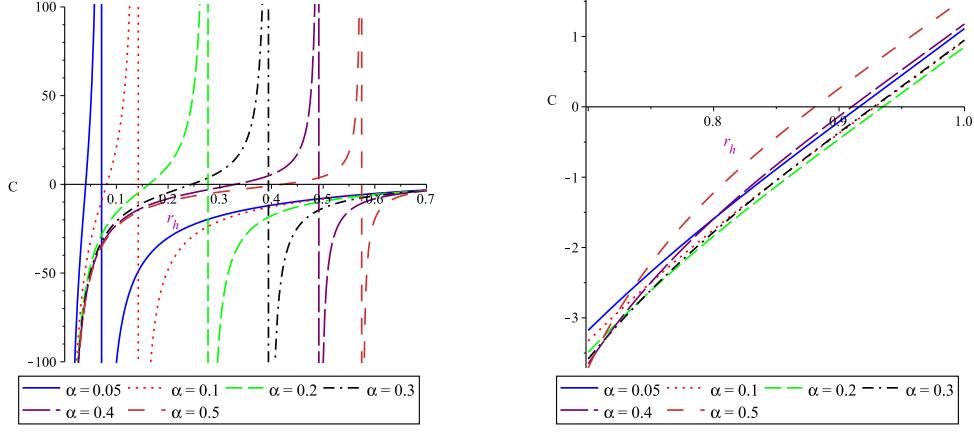 100
50
C
0
0.1
0.2
0.3
0.4
0.5
0.6
0.7
r_h
-50
-100
α = 0.05
α = 0.1
α = 0.2
α = 0.3
α = 0.4
α = 0.5
1
C
0
0.8
0.9
1.0
r_h
-1
-2
-3
α = 0.05
α = 0.1
α = 0.2
α = 0.3
α = 0.4
α = 0.5